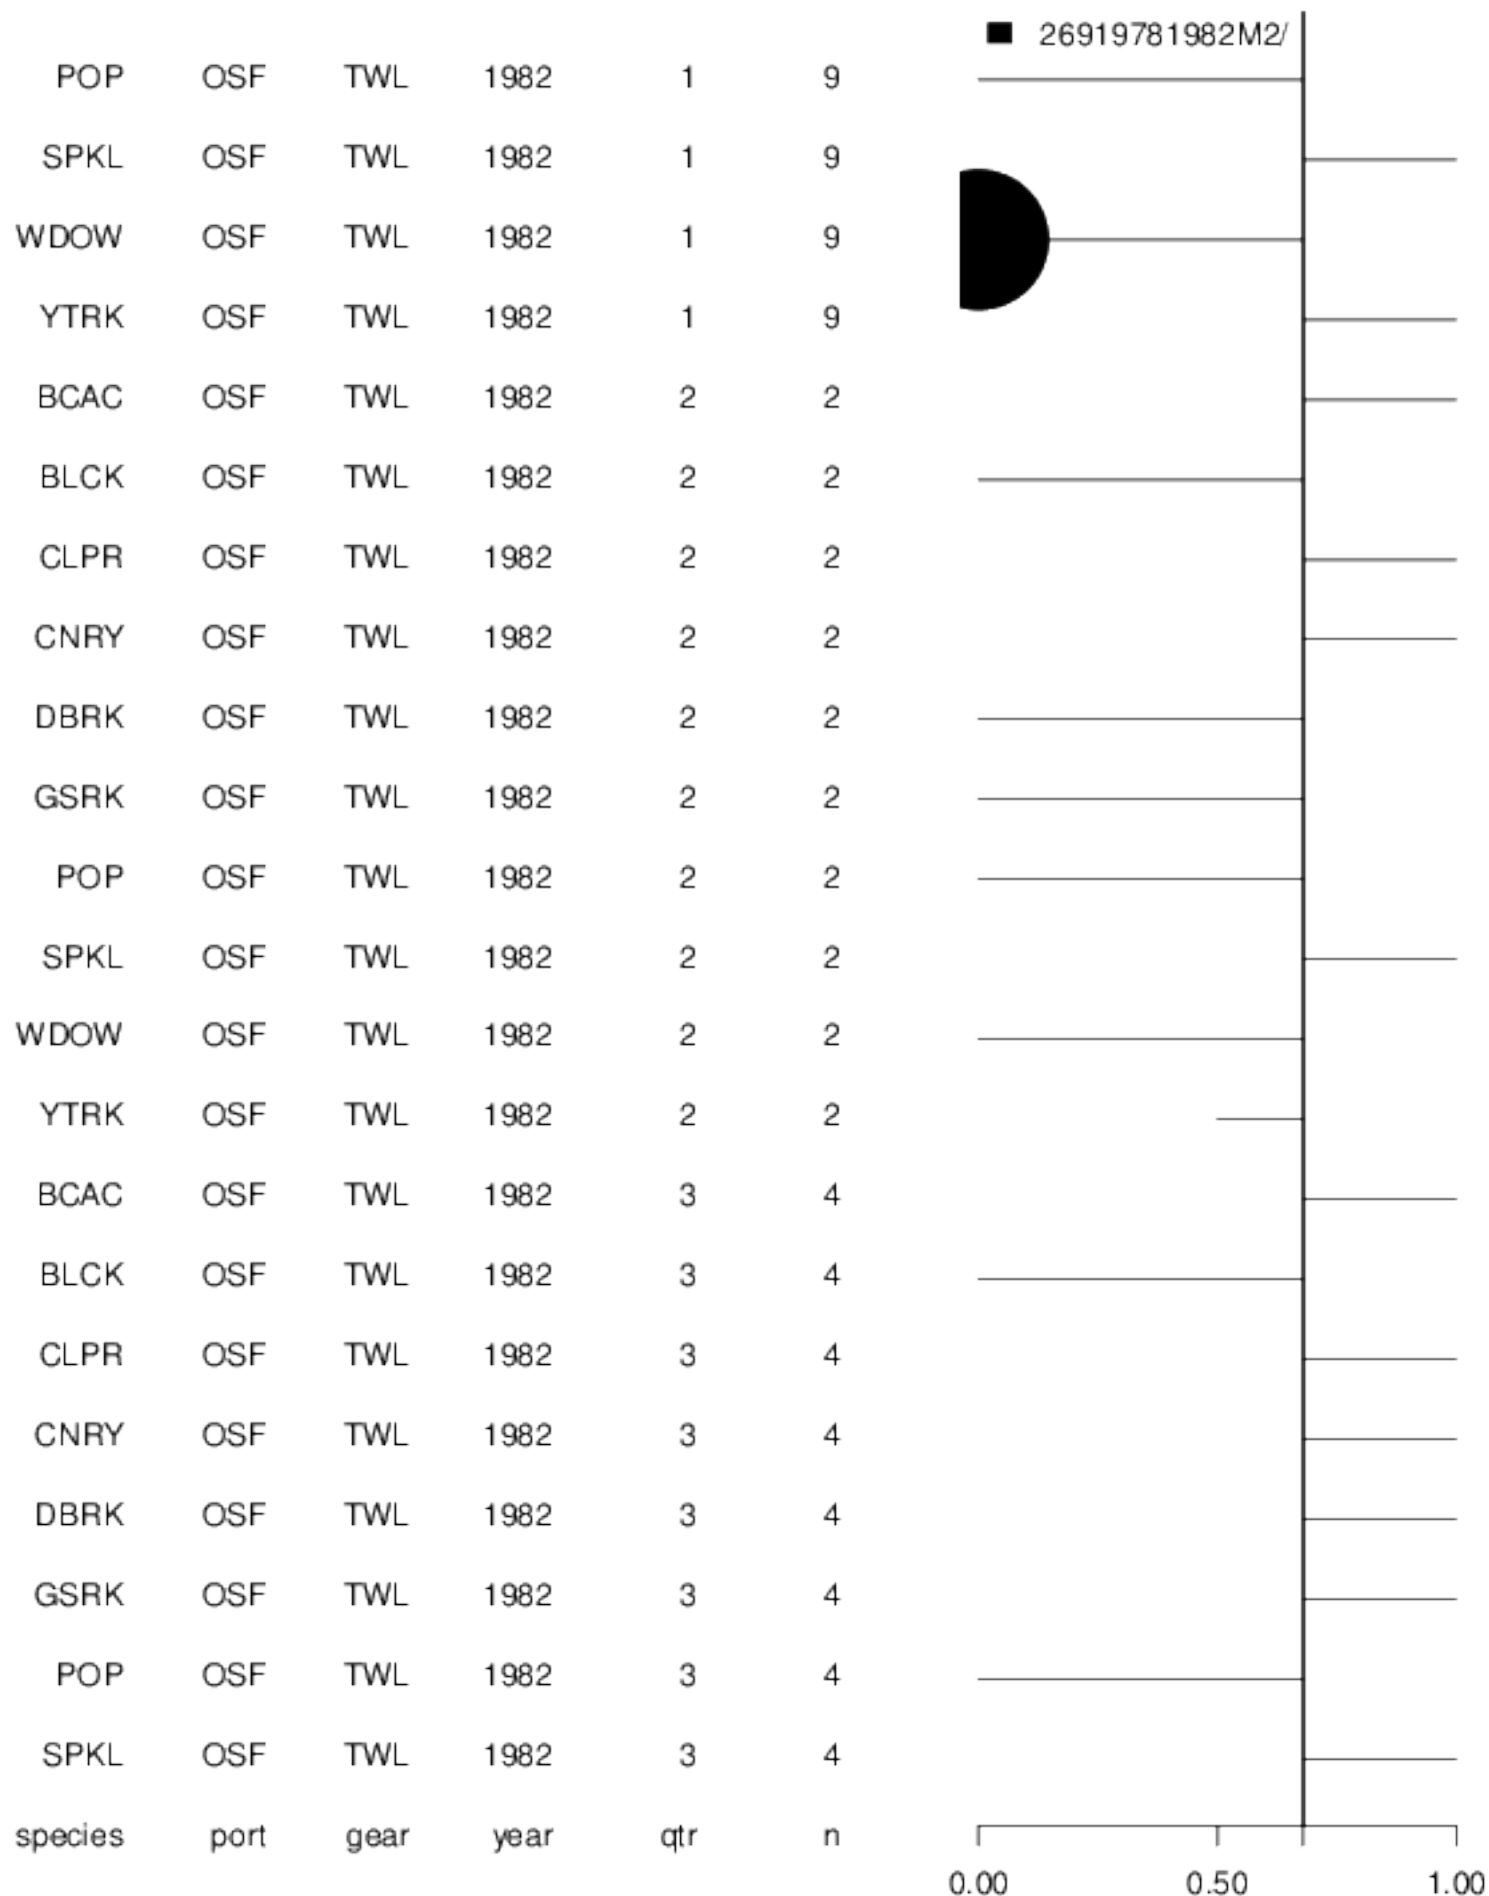 26919781982M2/
POP OSF TWL 1982 1 9
SPKL OSF TWL 1982 1 9
WDOW OSF TWL 1982 1 9
YTRK OSF TWL 1982 1 9
BCAC OSF TWL 1982 2 2
BLCK OSF TWL 1982 2 2
CLPR OSF TWL 1982 2 2
CNRY OSF TWL 1982 2 2
DBRK OSF TWL 1982 2 2
GSRK OSF TWL 1982 2 2
POP OSF TWL 1982 2 2
SPKL OSF TWL 1982 2 2
WDOW OSF TWL 1982 2 2
YTRK OSF TWL 1982 2 2
BCAC OSF TWL 1982 3 4
BLCK OSF TWL 1982 3 4
CLPR OSF TWL 1982 3 4
CNRY OSF TWL 1982 3 4
DBRK OSF TWL 1982 3 4
GSRK OSF TWL 1982 3 4
POP OSF TWL 1982 3 4
SPKL OSF TWL 1982 3 4
species port gear year qtr n
0.00 0.50 1.00